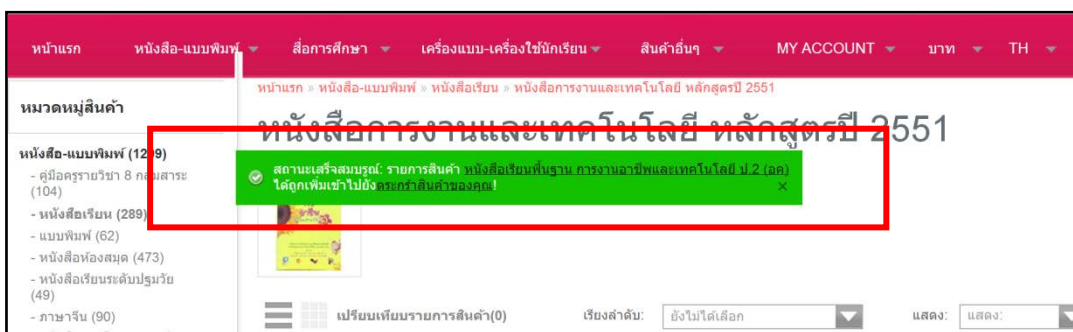 หน้าแรก หนังสือ-แบบพิมพ์ สื่อการศึกษา เครื่องแบบ-เครื่องใช้นักเรียน สินค้าอื่นๆ MY ACCOUNT บาท TH
หน้าแรก » หนังสือ-แบบพิมพ์ » หนังสือเรียน » หนังสือการงานและเทคโนโลยี หลักสูตรปี 2551
หมวดหมู่สินค้า
หนังสือการงานและเทคโนโลยี หลักสูตรปี 2551
หนังสือ-แบบพิมพ์ (1299)
- คู่มือครูรายวิชา 8 กลุ่มสาระ
(104)
- หนังสือเรียน (289)
- แบบพิมพ์ (62)
- หนังสือห้องสมุด (473)
- หนังสือเรียนระดับปฐมวัย
(49)
- ภาษาจีน (90)
สถานะเสร็จสมบรูณ์: รายการสินค้า หนังสือเรียนพื้นฐาน การงานอาชีพและเทคโนโลยี ป.2 (อค)
ได้ถูกเพิ่มเข้าไปยังตระกร้าสินค้าของคุณ!
เปรียบเทียบรายการสินค้า(0) เรียงลำดับ: ยังไม่ได้เลือก แสดง: แสดง: